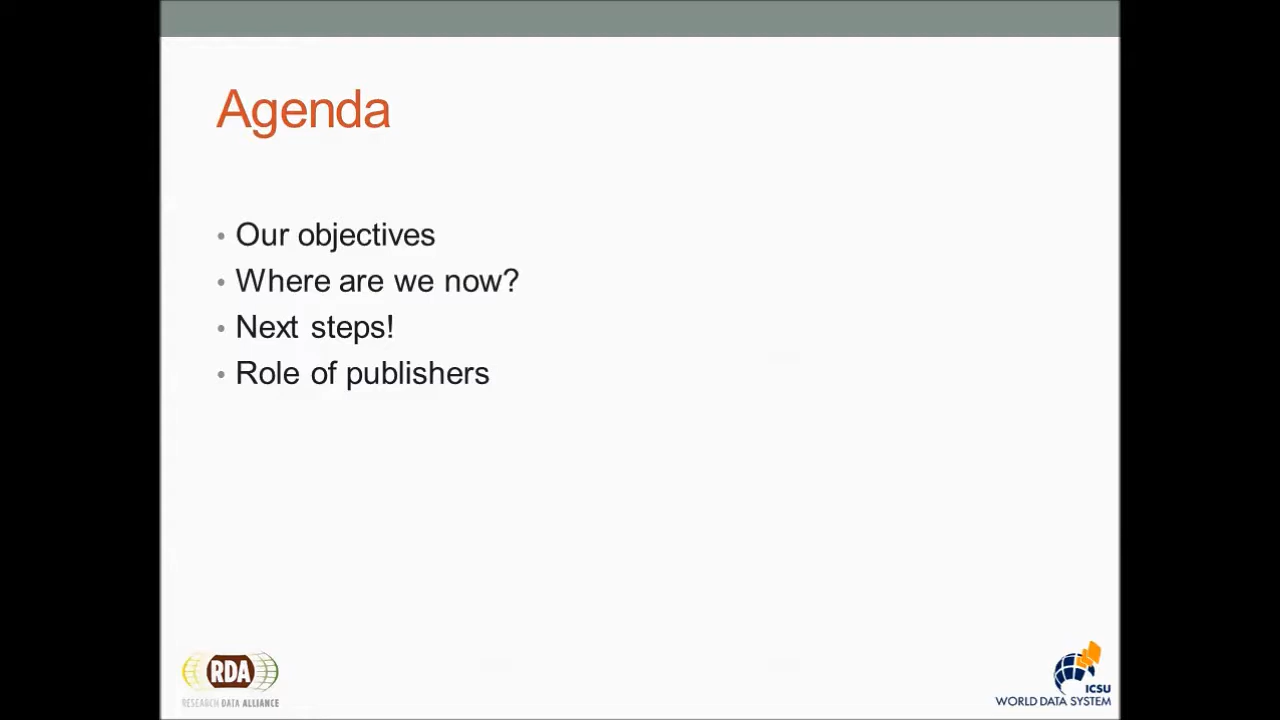 Agenda
• Our objectives
• Where are we now?
• Next steps!
• Role of publishers
RDA
RESEARCH DATA ALLIANCE
ICSU
WORLD DATA SYSTEM